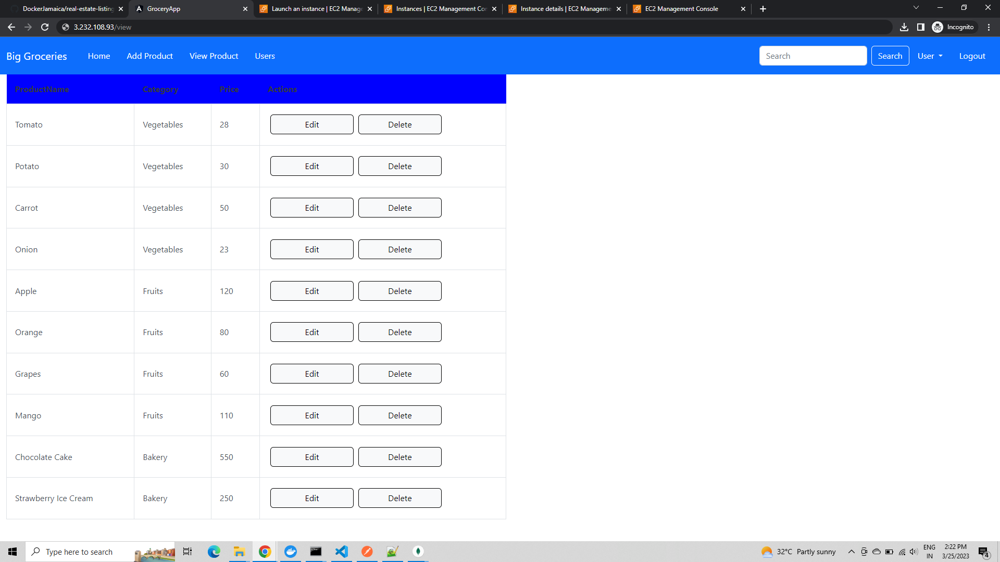 DockerJamaica/real-estate-listing GroceryApp Launch an instance | EC2 Manage Instances | EC2 Management Con Instance details | EC2 Manageme EC2 Management Console
3.232.108.93/view Incognito
Big Groceries Home Add Product View Product Users Search Search User Logout
ProductName Category Price Actions
Tomato Vegetables 28 Edit Delete
Potato Vegetables 30 Edit Delete
Carrot Vegetables 50 Edit Delete
Onion Vegetables 23 Edit Delete
Apple Fruits 120 Edit Delete
Orange Fruits 80 Edit Delete
Grapes Fruits 60 Edit Delete
Mango Fruits 110 Edit Delete
Chocolate Cake Bakery 550 Edit Delete
Strawberry Ice Cream Bakery 250 Edit Delete
Type here to search 32°C Partly sunny ENG 2:22 PM
IN 3/25/2023 4